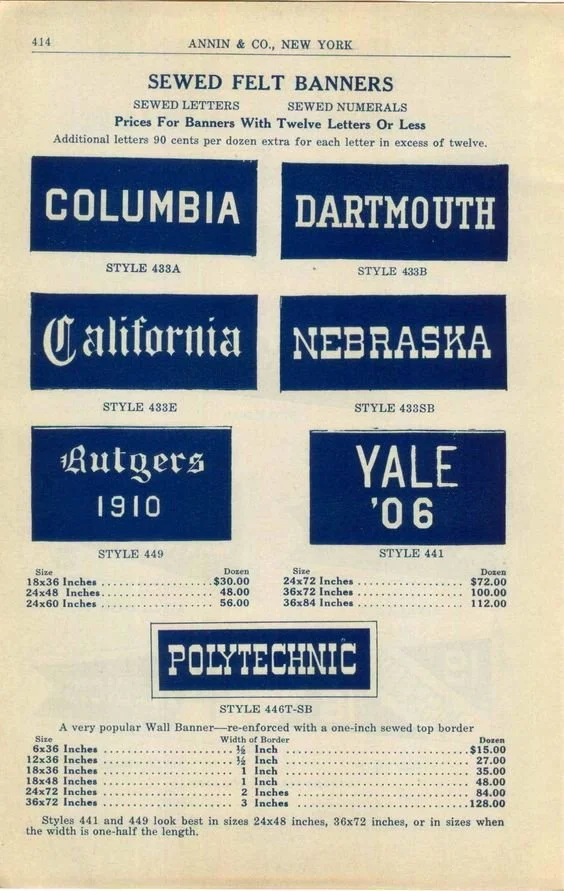 414
ANNIN & CO., NEW YORK
SEWED FELT BANNERS
SEWED LETTERS SEWED NUMERALS
Prices For Banners With Twelve Letters Or Less
Additional letters 90 cents per dozen extra for each letter in excess of twelve.
COLUMBIA
DARTMOUTH
STYLE 433A
STYLE 433B
California
NEBRASKA
STYLE 433E
STYLE 433SB
Rutgers
1910
YALE
'06
STYLE 449
STYLE 441
Size Dozen
18x36 Inches ..................... $30.00
24x48 Inches ..................... 48.00
24x60 Inches ..................... 56.00
Size Dozen
24x72 Inches ..................... $72.00
36x72 Inches ..................... 100.00
36x84 Inches ..................... 112.00
POLYTECHNIC
STYLE 446T-SB
A very popular Wall Banner—re-enforced with a one-inch sewed top border
Size Width of Border Dozen
6x36 Inches ..................... ½ Inch ..................... $15.00
12x36 Inches ..................... ½ Inch ..................... 27.00
18x36 Inches ..................... 1 Inch ..................... 35.00
18x48 Inches ..................... 1 Inch ..................... 48.00
24x72 Inches ..................... 2 Inches ..................... 84.00
36x72 Inches ..................... 3 Inches ..................... 128.00
Styles 441 and 449 look best in sizes 24x48 inches, 36x72 inches, or in sizes when
the width is one-half the length.